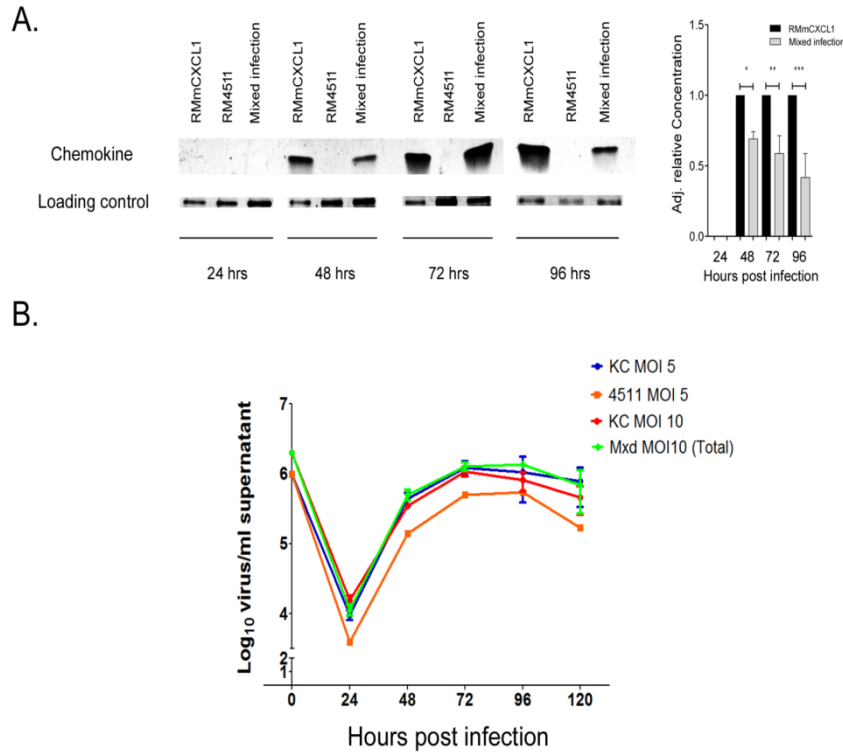 A.
RMmCXCL1 RM4511 Mixed infection RMmCXCL1 RM4511 Mixed infection RMmCXCL1 RM4511 Mixed infection RMmCXCL1 RM4511 Mixed infection
Chemokine
Loading control
24 hrs 48 hrs 72 hrs 96 hrs
RMmCXCL1
Mixed infection
* ** ***
Adj. relative Concentration
1.0
0.5
0.0
24 48 72 96
Hours post infection
B.
KC MOI 5
4511 MOI 5
KC MOI 10
Mxd MOI10 (Total)
Log10 virus/ml supernatant
7
6
5
4
2
1
0 24 48 72 96 120
Hours post infection